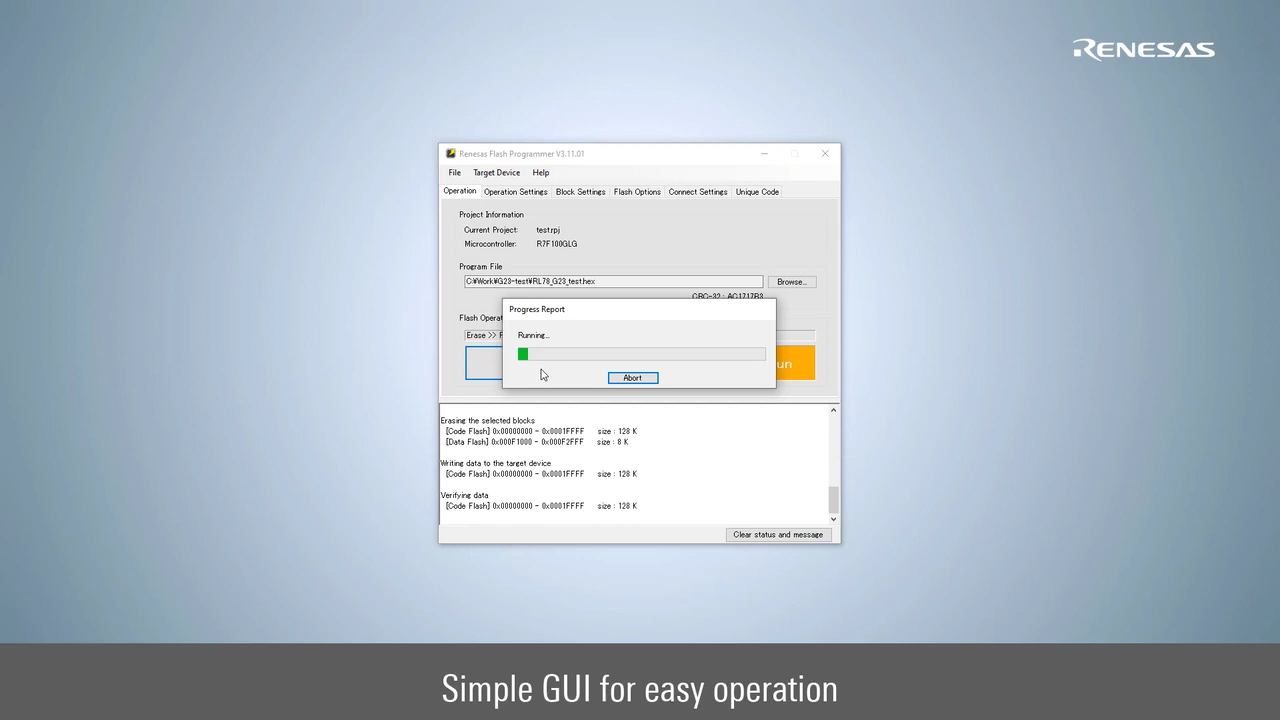 RENESAS
Renesas Flash Programmer V3.11.01
File Target Device Help
Operation Operation Settings Block Settings Flash Options Connect Settings Unique Code
Project Information
Current Project: test.rpj
Microcontroller: R7F100GLG
Program File
C:¥Work¥G23-test¥RL78_G23_test.hex Browse...
CRC-32 : AC1717B3
Progress Report
Flash Operat
Running...
Erase >>
un
Abort
Erasing the selected blocks
[Code Flash] 0x00000000 - 0x0001FFFF size : 128 K
[Data Flash] 0x000F1000 - 0x000F2FFF size : 8 K
Writing data to the target device
[Code Flash] 0x00000000 - 0x0001FFFF size : 128 K
Verifying data
[Code Flash] 0x00000000 - 0x0001FFFF size : 128 K
Clear status and message
Simple GUI for easy operation